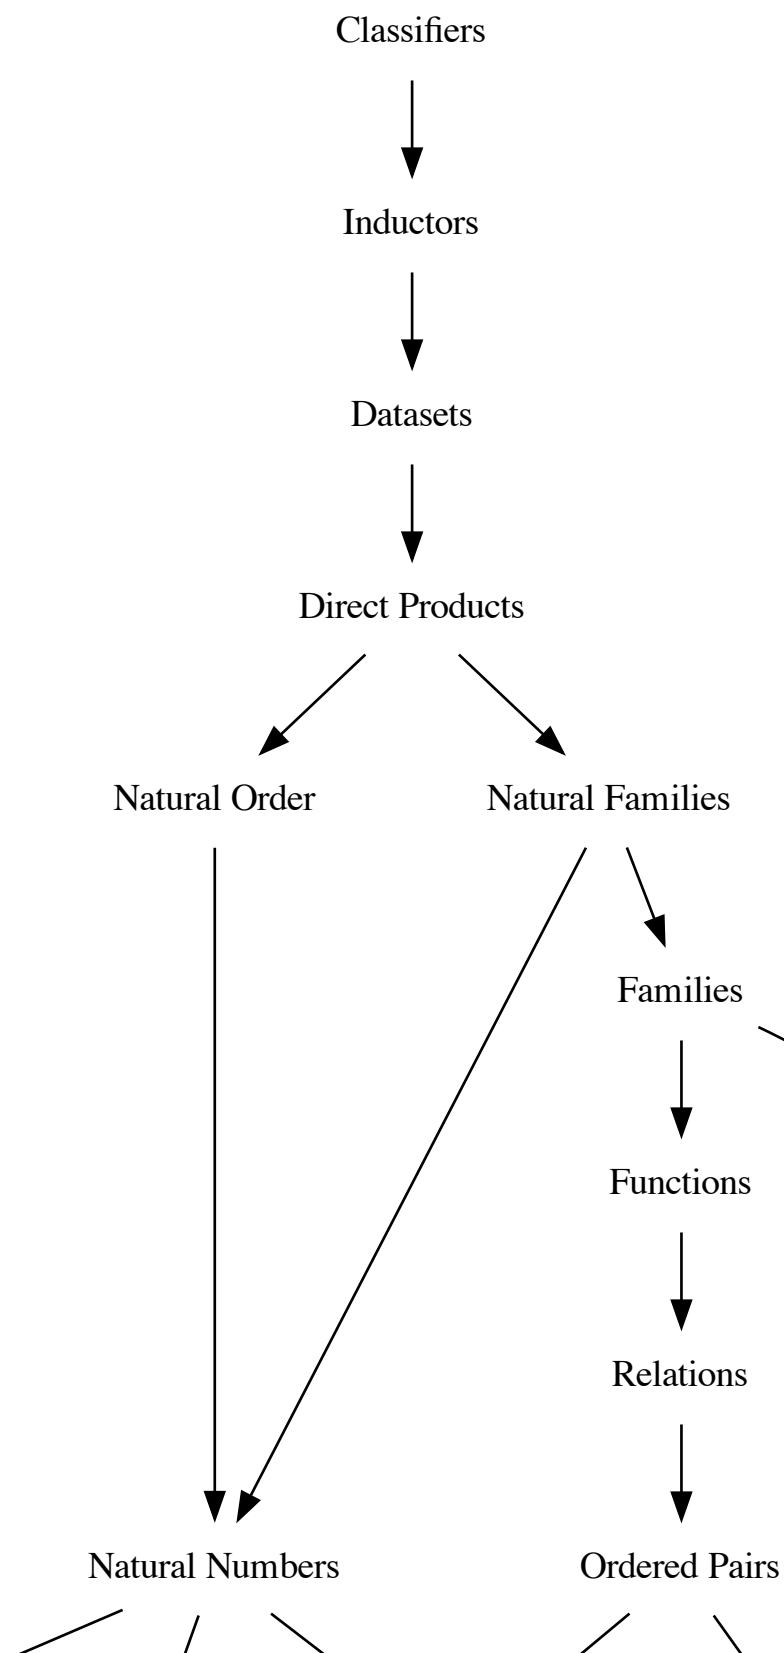 Classifiers
Inductors
Datasets
Direct Products
Natural Order
Natural Families
Families
Functions
Relations
Natural Numbers
Ordered Pairs